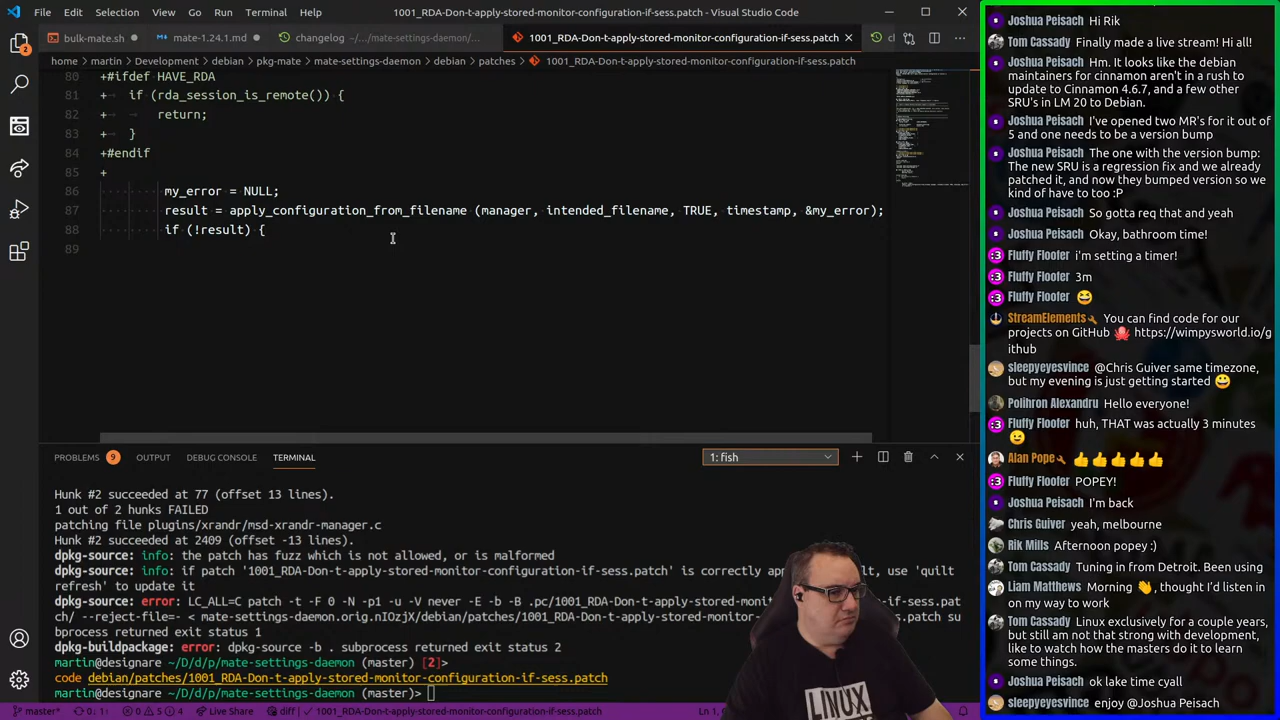 File Edit Selection View Go Run Terminal Help
1001_RDA-Don-t-apply-stored-monitor-configuration-if-sess.patch - Visual Studio Code
bulk-mate.sh
mate-1.24.1.md
changelog ~/.../mate-settings-daemon/...
1001_RDA-Don-t-apply-stored-monitor-configuration-if-sess.patch
home > martin > Development > debian > pkg-mate > mate-settings-daemon > debian > patches > 1001_RDA-Don-t-apply-stored-monitor-configuration-if-sess.patch
80 +#ifdef HAVE_RDA
81 + if (rda_session_is_remote()) {
82 + return;
83 + }
84 +#endif
85 +
86 my_error = NULL;
87 result = apply_configuration_from_filename (manager, intended_filename, TRUE, timestamp, &my_error);
88 if (!result) {
89
PROBLEMS 9 OUTPUT DEBUG CONSOLE TERMINAL
1: fish
Hunk #2 succeeded at 77 (offset 13 lines).
1 out of 2 hunks FAILED
patching file plugins/xrandr/msd-xrandr-manager.c
Hunk #2 succeeded at 2409 (offset -13 lines).
dpkg-source: info: the patch has fuzz which is not allowed, or is malformed
dpkg-source: info: if patch '1001_RDA-Don-t-apply-stored-monitor-configuration-if-sess.patch' is correctly ap
lt, use 'quilt
refresh' to update it
dpkg-source: error: LC_ALL=C patch -t -F 0 -N -p1 -u -V never -E -b -B .pc/1001_RDA-Don-t-apply-st
nfiguration-if-sess.pat
ch/ --reject-file=- < mate-settings-daemon.orig.nIOzjX/debian/patches/1001_RDA-Don-t-apply-stored-
guration-if-sess.patch su
bprocess returned exit status 1
dpkg-buildpackage: error: dpkg-source -b . subprocess returned exit status 2
martin@designare ~/D/d/p/mate-settings-daemon (master) [2]>
code debian/patches/1001_RDA-Don-t-apply-stored-monitor-configuration-if-sess.patch
martin@designare ~/D/d/p/mate-settings-daemon (master)>
master* 0↓ 1↑ 0 5 4 Live Share diff 1001_RDA-Don-t-apply-stored-monitor-configuration-if-sess.patch Ln 1,
LINUX
Joshua Peisach Hi Rik
Tom Cassady Finally made a live stream! Hi all!
Joshua Peisach Hm. It looks like the debian
maintainers for cinnamon aren't in a rush to
update to Cinnamon 4.6.7, and a few other
SRU's in LM 20 to Debian.
Joshua Peisach I've opened two MR's for it out of
5 and one needs to be a version bump
Joshua Peisach The one with the version bump:
The new SRU is a regression fix and we already
patched it, and now they bumped version so we
kind of have to too :P
Joshua Peisach So gotta req that and yeah
Joshua Peisach Okay, bathroom time!
Fluffy Floofer i'm setting a timer!
Fluffy Floofer 3m
Fluffy Floofer 😆
StreamElements You can find code for our
projects on GitHub 🐙 https://wimpysworld.io/g
ithub
sleepyeyesvince @Chris Guiver same timezone,
but my evening is just getting started 😀
Polihron Alexandru Hello everyone!
Fluffy Floofer huh, THAT was actually 3 minutes
😉
Alan Pope 👍👍👍👍👍
Fluffy Floofer POPEY!
Joshua Peisach I'm back
Chris Guiver yeah, melbourne
Rik Mills Afternoon popey :)
Tom Cassady Tuning in from Detroit. Been using
Liam Matthews Morning 👋, thought I'd listen in
on my way to work
Tom Cassady Linux exclusively for a couple years,
but still am not that strong with development,
like to watch how the masters do it to learn
some things.
Joshua Peisach ok lake time cyall
sleepyeyesvince enjoy @Joshua Peisach